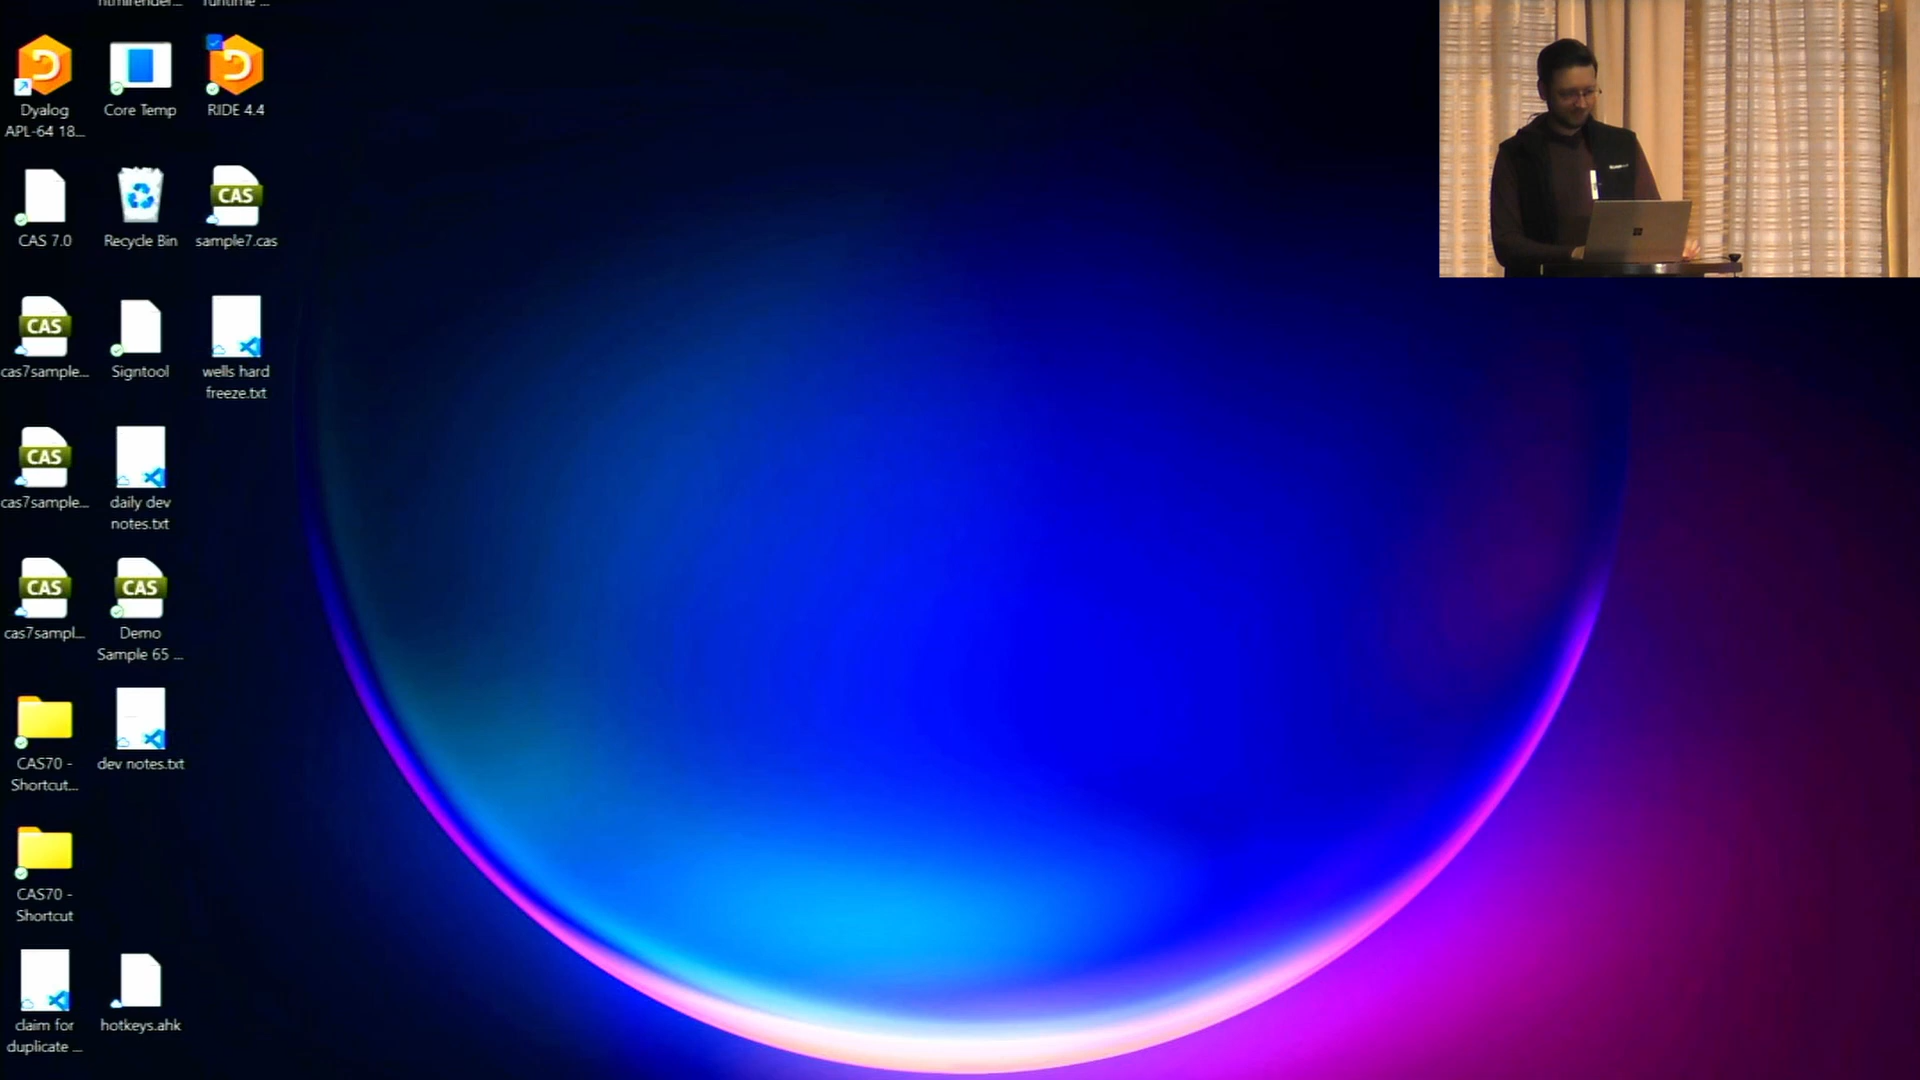 Dyalog
APL-64 18...
Core Temp
RIDE 4.4
CAS 7.0
Recycle Bin
CAS
sample7.cas
CAS
cas7sample...
Signtool
wells hard
freeze.txt
CAS
cas7sample...
daily dev
notes.txt
CAS
cas7sampl...
CAS
Demo
Sample 65 ...
CAS70 -
Shortcut...
dev notes.txt
CAS70 -
Shortcut
claim for
duplicate ...
hotkeys.ahk